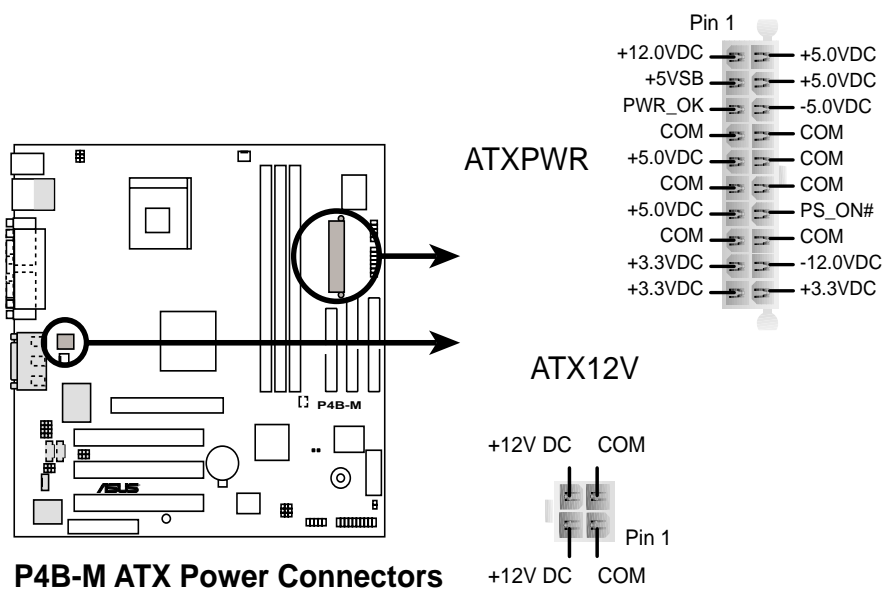 Pin 1
+12.0VDC +5.0VDC
+5VSB +5.0VDC
PWR_OK -5.0VDC
COM COM
+5.0VDC COM
COM COM
+5.0VDC PS_ON#
COM COM
+3.3VDC -12.0VDC
+3.3VDC +3.3VDC
ATXPWR
ATX12V
P4B-M
/SUS
+12V DC COM
Pin 1
+12V DC COM
P4B-M ATX Power Connectors